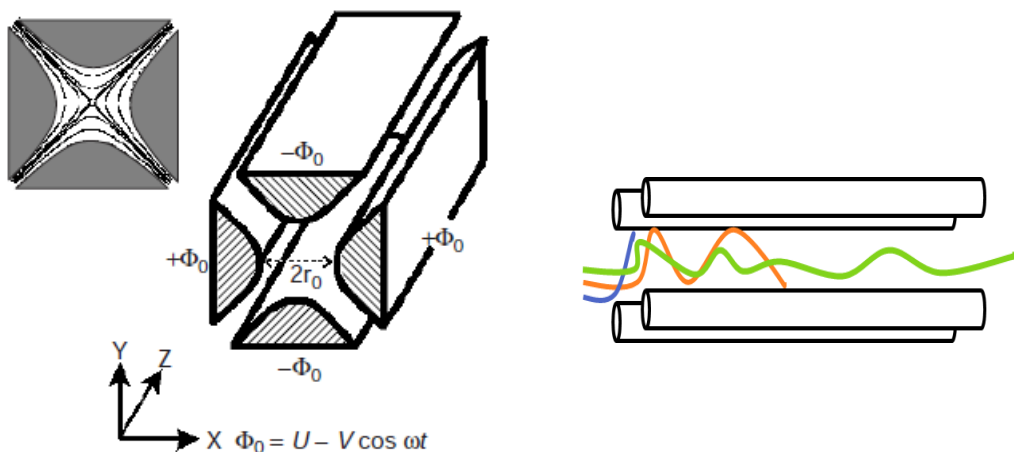 –Φ₀
+Φ₀
2r₀
+Φ₀
–Φ₀
Y
Z
X Φ₀ = U – V cos ωt